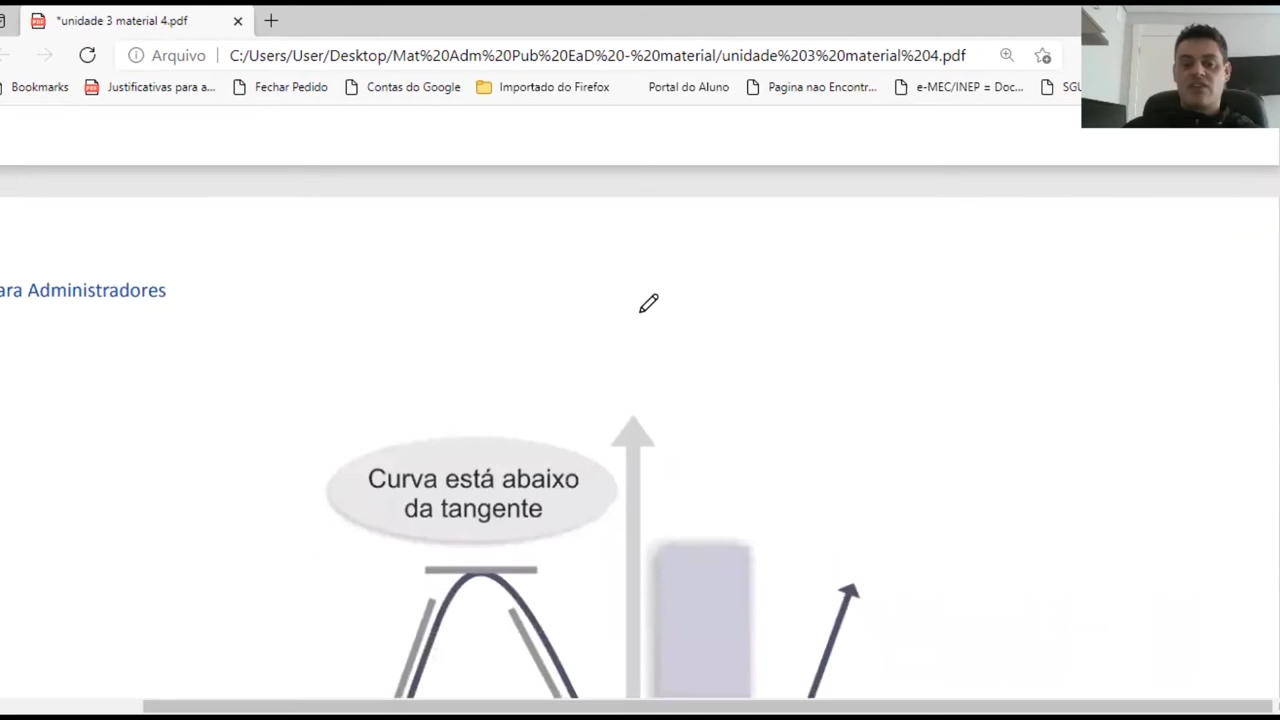 *unidade 3 material 4.pdf
Arquivo C:/Users/User/Desktop/Mat%20Adm%20Pub%20EaD%20-%20material/unidade%203%20material%204.pdf
Bookmarks Justificativas para a... Fechar Pedido Contas do Google Importado do Firefox Portal do Aluno Pagina nao Encontr... e-MEC/INEP = Doc... SGU
ara Administradores
Curva está abaixo
da tangente